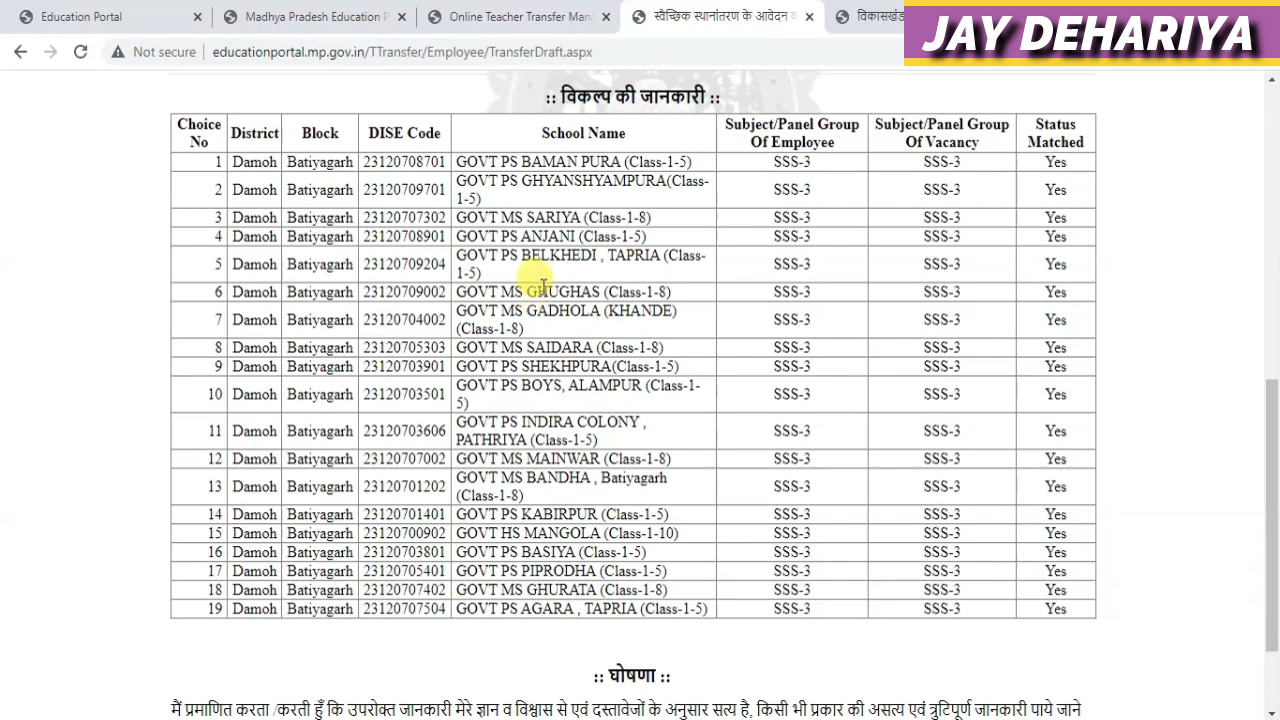 Education Portal × Madhya Pradesh Education P × Online Teacher Transfer Man × स्वैच्छिक स्थानांतरण के आवेदन × विकासखंड
JAY DEHARIYA
Not secure educationportal.mp.gov.in/TTransfer/Employee/TransferDraft.aspx
:: विकल्प की जानकारी ::
Choice No District Block DISE Code School Name Subject/Panel Group Of Employee Subject/Panel Group Of Vacancy Status Matched
1 Damoh Batiyagarh 23120708701 GOVT PS BAMAN PURA (Class-1-5) SSS-3 SSS-3 Yes
2 Damoh Batiyagarh 23120709701 GOVT PS GHYANSHYAMPURA(Class-1-5) SSS-3 SSS-3 Yes
3 Damoh Batiyagarh 23120707302 GOVT MS SARIYA (Class-1-8) SSS-3 SSS-3 Yes
4 Damoh Batiyagarh 23120708901 GOVT PS ANJANI (Class-1-5) SSS-3 SSS-3 Yes
5 Damoh Batiyagarh 23120709204 GOVT PS BELKHEDI , TAPRIA (Class-1-5) SSS-3 SSS-3 Yes
6 Damoh Batiyagarh 23120709002 GOVT MS GHUGHAS (Class-1-8) SSS-3 SSS-3 Yes
7 Damoh Batiyagarh 23120704002 GOVT MS GADHOLA (KHANDE) (Class-1-8) SSS-3 SSS-3 Yes
8 Damoh Batiyagarh 23120705303 GOVT MS SAIDARA (Class-1-8) SSS-3 SSS-3 Yes
9 Damoh Batiyagarh 23120703901 GOVT PS SHEKHPURA(Class-1-5) SSS-3 SSS-3 Yes
10 Damoh Batiyagarh 23120703501 GOVT PS BOYS, ALAMPUR (Class-1-5) SSS-3 SSS-3 Yes
11 Damoh Batiyagarh 23120703606 GOVT PS INDIRA COLONY , PATHRIYA (Class-1-5) SSS-3 SSS-3 Yes
12 Damoh Batiyagarh 23120707002 GOVT MS MAINWAR (Class-1-8) SSS-3 SSS-3 Yes
13 Damoh Batiyagarh 23120701202 GOVT MS BANDHA , Batiyagarh (Class-1-8) SSS-3 SSS-3 Yes
14 Damoh Batiyagarh 23120701401 GOVT PS KABIRPUR (Class-1-5) SSS-3 SSS-3 Yes
15 Damoh Batiyagarh 23120700902 GOVT HS MANGOLA (Class-1-10) SSS-3 SSS-3 Yes
16 Damoh Batiyagarh 23120703801 GOVT PS BASIYA (Class-1-5) SSS-3 SSS-3 Yes
17 Damoh Batiyagarh 23120705401 GOVT PS PIPRODHA (Class-1-5) SSS-3 SSS-3 Yes
18 Damoh Batiyagarh 23120707402 GOVT MS GHURATA (Class-1-8) SSS-3 SSS-3 Yes
19 Damoh Batiyagarh 23120707504 GOVT PS AGARA , TAPRIA (Class-1-5) SSS-3 SSS-3 Yes
:: घोषणा ::
मैं प्रमाणित करता /करती हूँ कि उपरोक्त जानकारी मेरे ज्ञान व विश्वास से एवं दस्तावेजों के अनुसार सत्य है, किसी भी प्रकार की असत्य एवं त्रुटिपूर्ण जानकारी पाये जाने